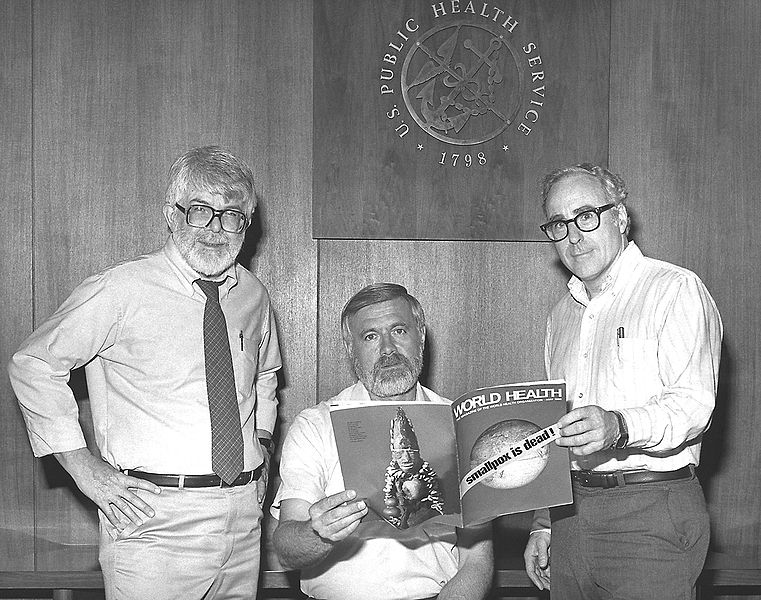 U.S. PUBLIC HEALTH SERVICE
1798
WORLD HEALTH
smallpox is dead!